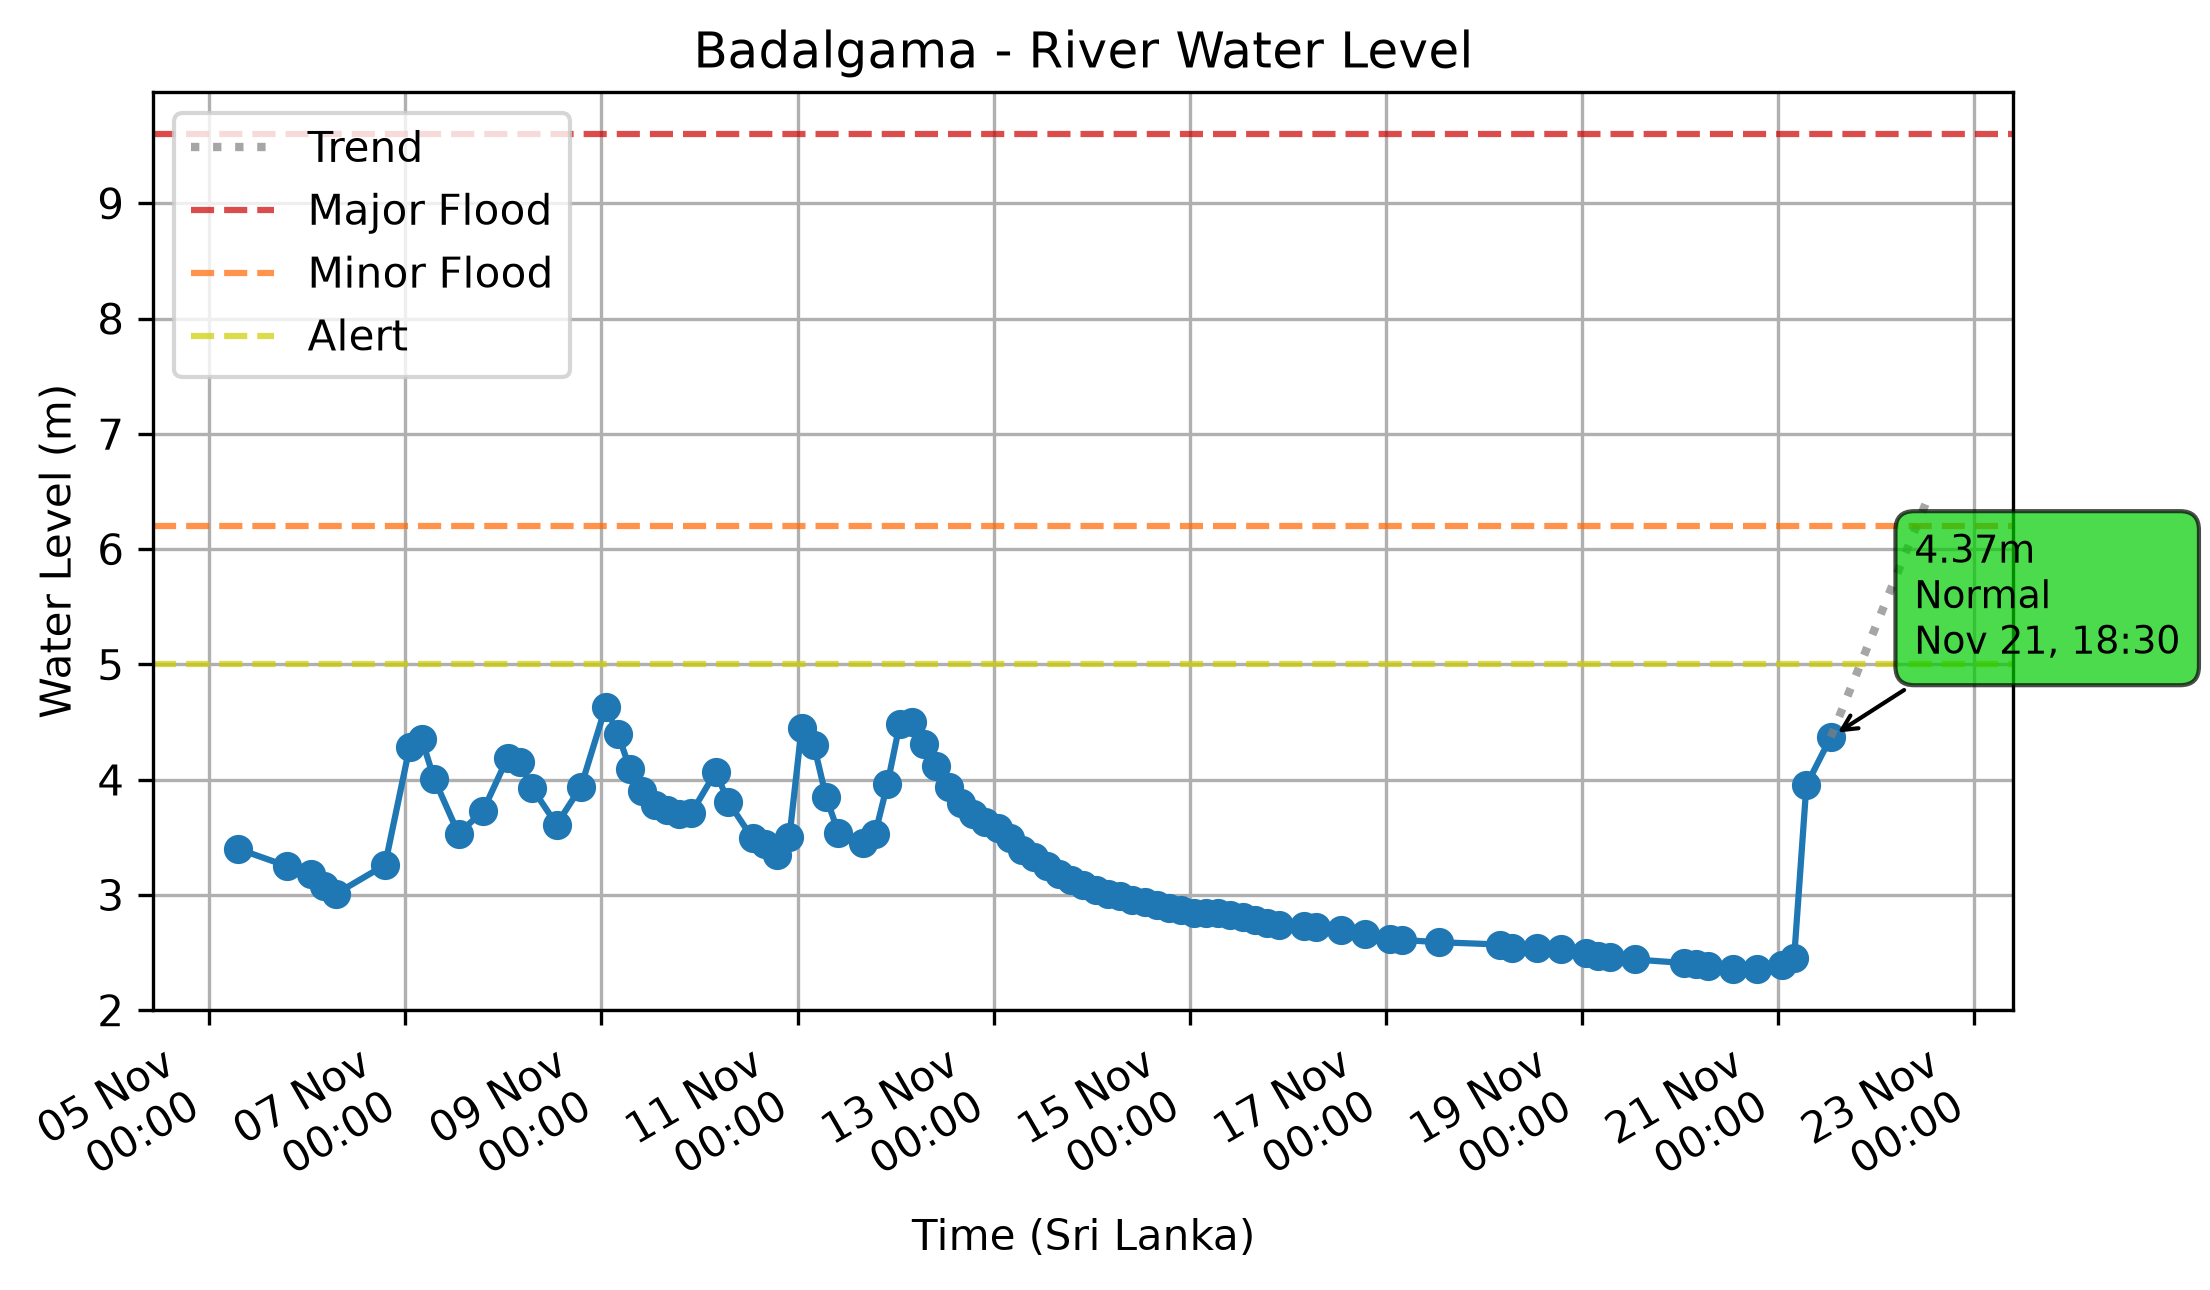 Badalgama - River Water Level
Trend
Major Flood
Minor Flood
Alert
Water Level (m)
9
8
7
6
5
4
3
2
4.37m
Normal
Nov 21, 18:30
05 Nov
00:00
07 Nov
00:00
09 Nov
00:00
11 Nov
00:00
13 Nov
00:00
15 Nov
00:00
17 Nov
00:00
19 Nov
00:00
21 Nov
00:00
23 Nov
00:00
Time (Sri Lanka)